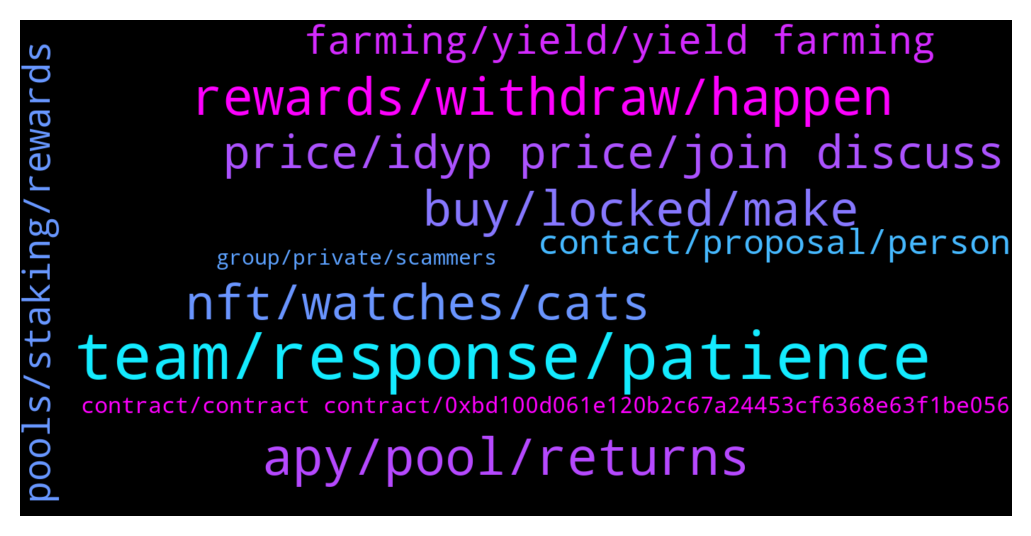 farming/yield/yield farming
rewards/withdraw/happen
price/idyp price/join discuss
buy/locked/make
contact/proposal/person
group/private/scammers
nft/watches/cats
team/response/patience
contract/contract contract/0xbd100d061e120b2c67a24453cf6368e63f1be056
apy/pool/returns
pools/staking/rewards